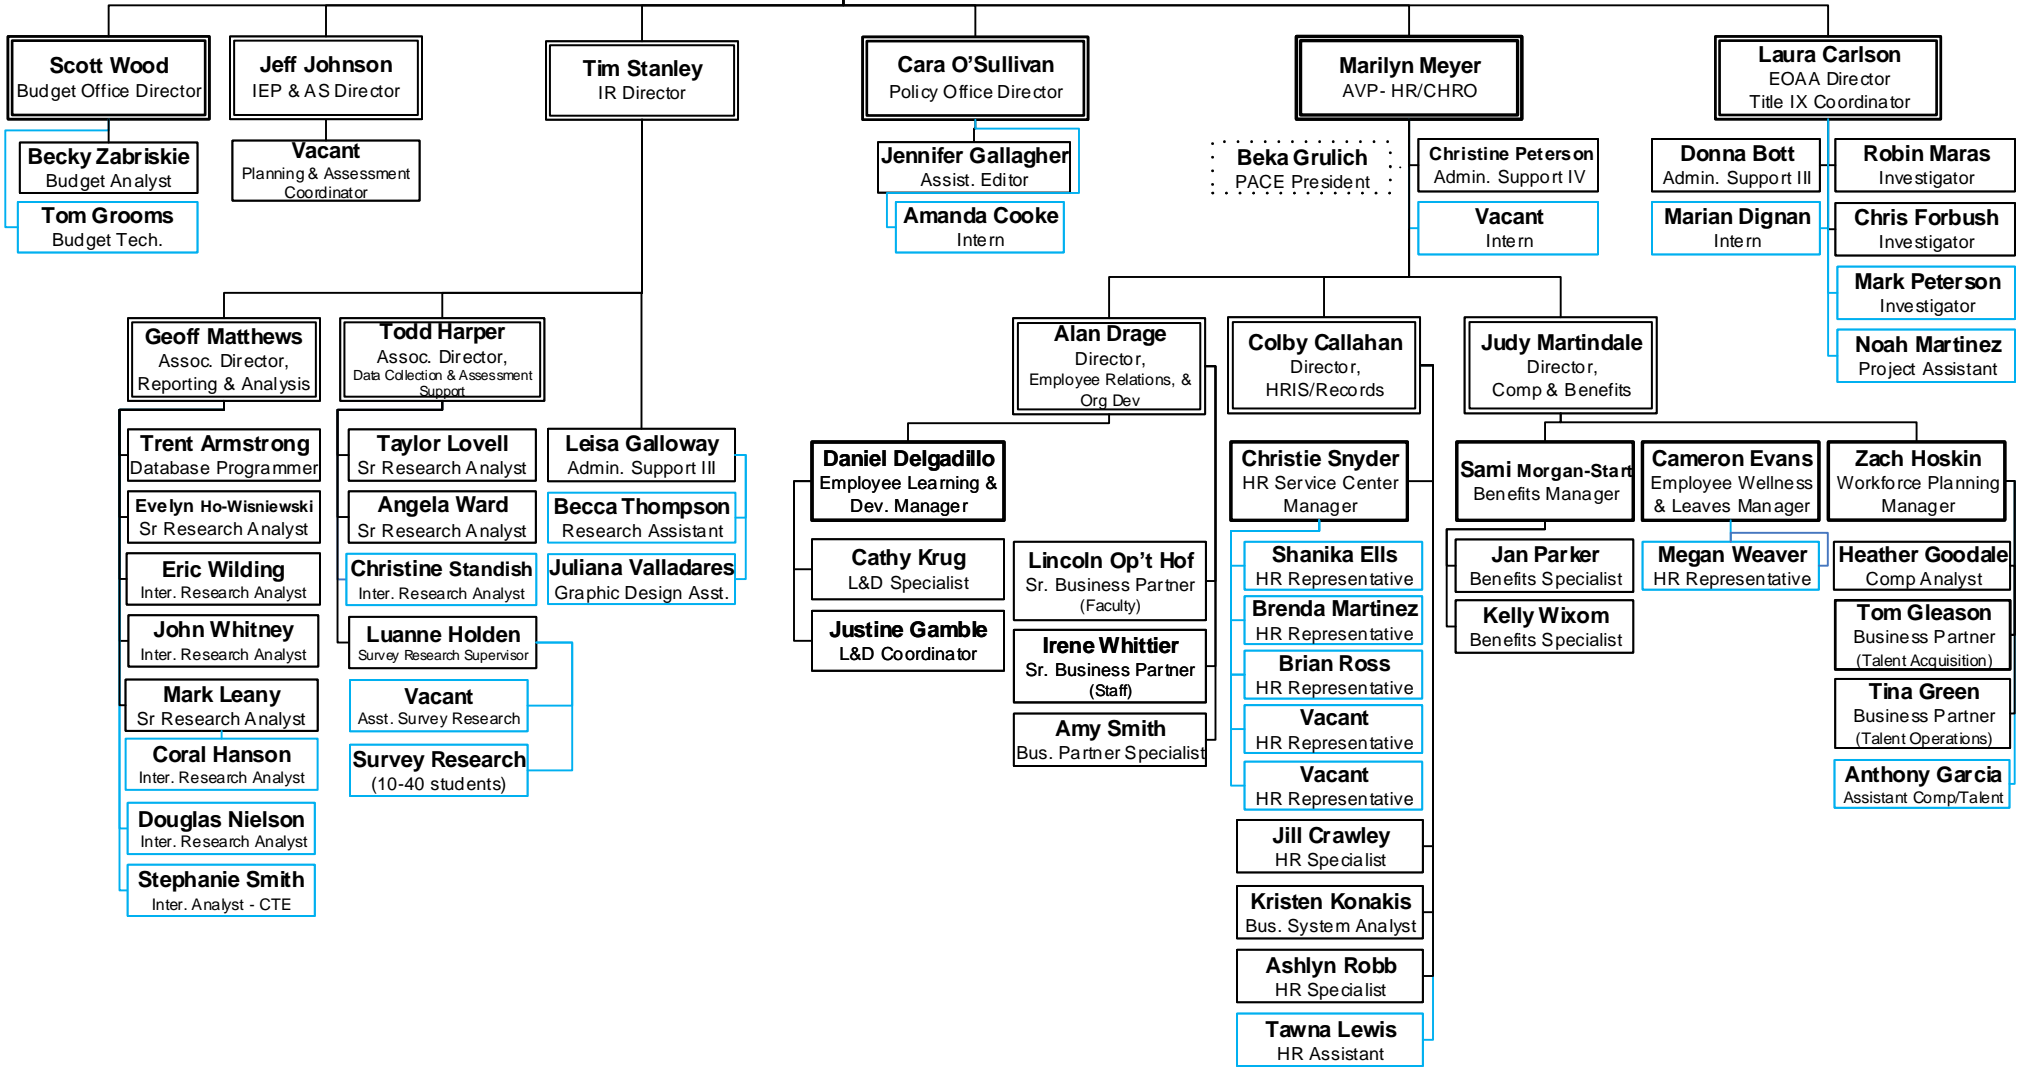 Scott Wood
Budget Office Director
Jeff Johnson
IEP & AS Director
Tim Stanley
IR Director
Cara O'Sullivan
Policy Office Director
Marilyn Meyer
AVP- HR/CHRO
Laura Carlson
EOAA Director
Title IX Coordinator
Becky Zabriskie
Budget Analyst
Tom Grooms
Budget Tech.
Vacant
Planning & Assessment
Coordinator
Jennifer Gallagher
Assist. Editor
Amanda Cooke
Intern
Beka Grulich
PACE President
Christine Peterson
Admin. Support IV
Vacant
Intern
Donna Bott
Admin. Support III
Marian Dignan
Intern
Robin Maras
Investigator
Chris Forbush
Investigator
Mark Peterson
Investigator
Noah Martinez
Project Assistant
Geoff Matthews
Assoc. Director,
Reporting & Analysis
Todd Harper
Assoc. Director,
Data Collection & Assessment
Support
Alan Drage
Director,
Employee Relations, &
Org Dev
Colby Callahan
Director,
HRIS/Records
Judy Martindale
Director,
Comp & Benefits
Trent Armstrong
Database Programmer
Evelyn Ho-Wisniewski
Sr Research Analyst
Eric Wilding
Inter. Research Analyst
John Whitney
Inter. Research Analyst
Mark Leany
Sr Research Analyst
Coral Hanson
Inter. Research Analyst
Douglas Nielson
Inter. Research Analyst
Stephanie Smith
Inter. Analyst - CTE
Taylor Lovell
Sr Research Analyst
Angela Ward
Sr Research Analyst
Christine Standish
Inter. Research Analyst
Luanne Holden
Survey Research Supervisor
Vacant
Asst. Survey Research
Survey Research
(10-40 students)
Leisa Galloway
Admin. Support III
Becca Thompson
Research Assistant
Juliana Valladares
Graphic Design Asst.
Daniel Delgadillo
Employee Learning &
Dev. Manager
Cathy Krug
L&D Specialist
Justine Gamble
L&D Coordinator
Lincoln Op't Hof
Sr. Business Partner
(Faculty)
Irene Whittier
Sr. Business Partner
(Staff)
Amy Smith
Bus. Partner Specialist
Christie Snyder
HR Service Center
Manager
Shanika Ells
HR Representative
Brenda Martinez
HR Representative
Brian Ross
HR Representative
Vacant
HR Representative
Vacant
HR Representative
Jill Crawley
HR Specialist
Kristen Konakis
Bus. System Analyst
Ashlyn Robb
HR Specialist
Tawna Lewis
HR Assistant
Sami Morgan-Start
Benefits Manager
Jan Parker
Benefits Specialist
Kelly Wixom
Benefits Specialist
Cameron Evans
Employee Wellness
& Leaves Manager
Megan Weaver
HR Representative
Zach Hoskin
Workforce Planning
Manager
Heather Goodale
Comp Analyst
Tom Gleason
Business Partner
(Talent Acquisition)
Tina Green
Business Partner
(Talent Operations)
Anthony Garcia
Assistant Comp/Talent